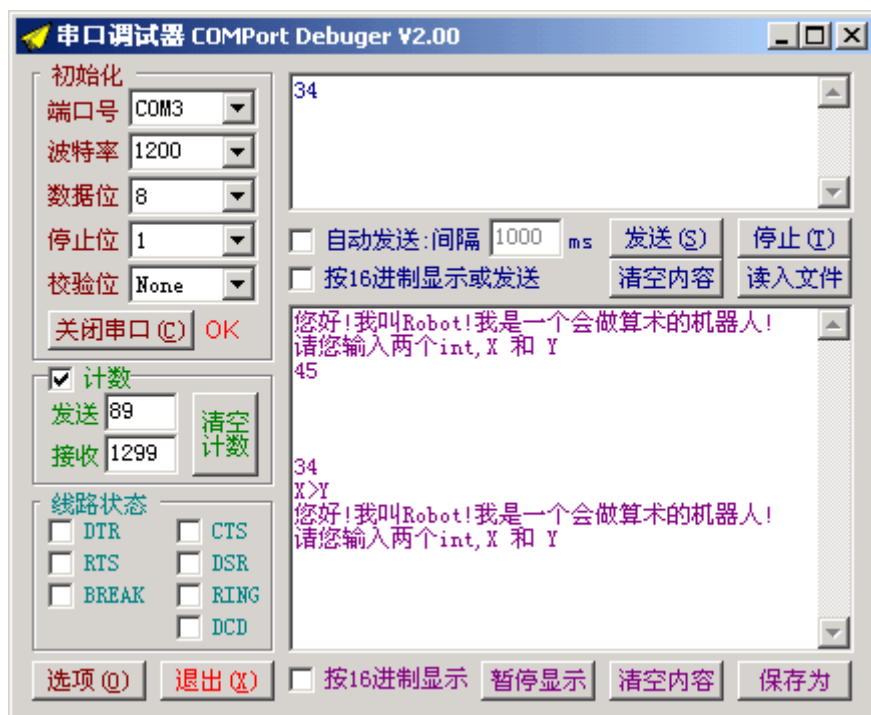 串口调试器 COMPort Debuger V2.00
初始化
端口号 COM3
波特率 1200
数据位 8
停止位 1
校验位 None
关闭串口(C) OK
计数
发送 89
接收 1299
清空
计数
线路状态
DTR CTS
RTS DSR
BREAK RING
DCD
选项(O) 退出(X)
34
自动发送:间隔 1000 ms 发送(S) 停止(T)
按16进制显示或发送 清空内容 读入文件
您好!我叫Robot!我是一个会做算术的机器人!
请您输入两个int,X 和 Y
45
34
X>Y
您好!我叫Robot!我是一个会做算术的机器人!
请您输入两个int,X 和 Y
按16进制显示 暂停显示 清空内容 保存为